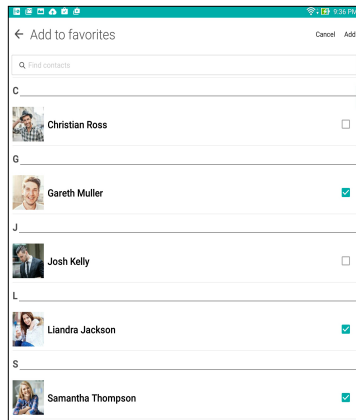 9:36 PM
Add to favorites
Cancel
Add
Find contacts
C
Christian Ross
G
Gareth Muller
J
Josh Kelly
L
Liandra Jackson
S
Samantha Thompson